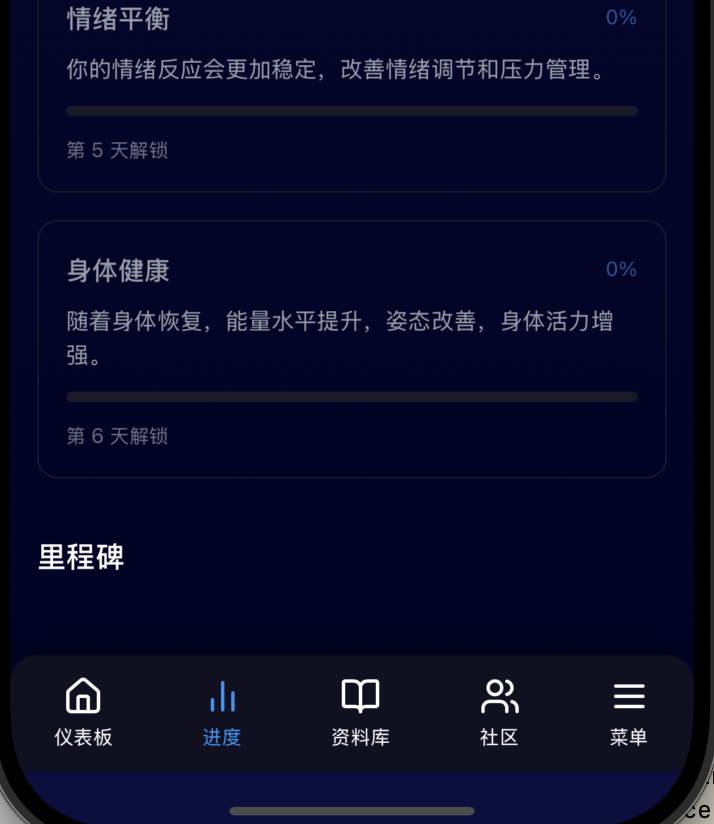 情绪平衡
0%
你的情绪反应会更加稳定，改善情绪调节和压力管理。
第 5 天解锁
身体健康
0%
随着身体恢复，能量水平提升，姿态改善，身体活力增
强。
第 6 天解锁
里程碑
仪表板
进度
资料库
社区
菜单
ce